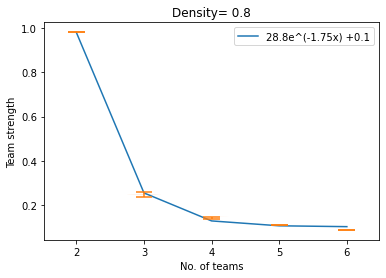 Density= 0.8
28.8e^(-1.75x) +0.1
Team strength
1.0
0.8
0.6
0.4
0.2
2 3 4 5 6
No. of teams